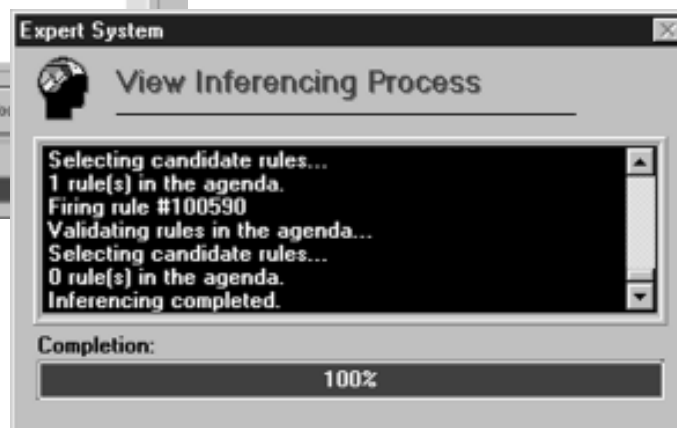 Expert System
View Inferencing Process
Selecting candidate rules...
1 rule(s) in the agenda.
Firing rule #100590
Validating rules in the agenda...
Selecting candidate rules...
0 rule(s) in the agenda.
Inferencing completed.
Completion:
100%